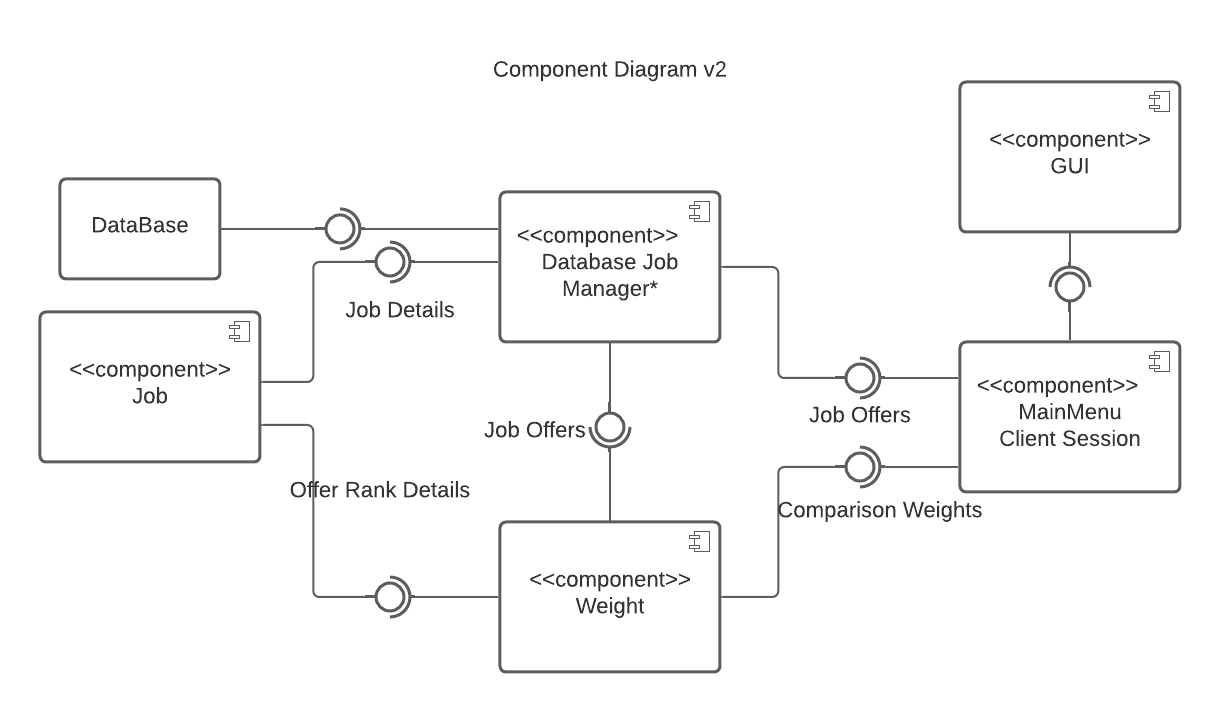 Component Diagram v2
<<component>>
GUI
DataBase
<<component>>
Database Job
Manager*
Job Details
<<component>>
Job
<<component>>
MainMenu
Client Session
Job Offers
Job Offers
Offer Rank Details
Comparison Weights
<<component>>
Weight